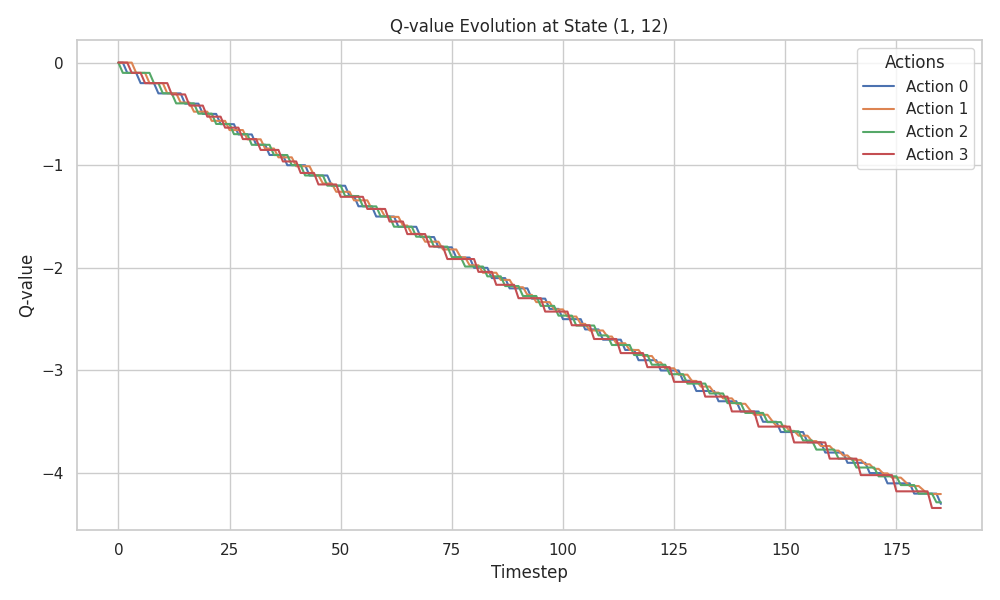 Q-value Evolution at State (1, 12)
Actions
Action 0
Action 1
Action 2
Action 3
Q-value
0
−1
−2
−3
−4
0 25 50 75 100 125 150 175
Timestep